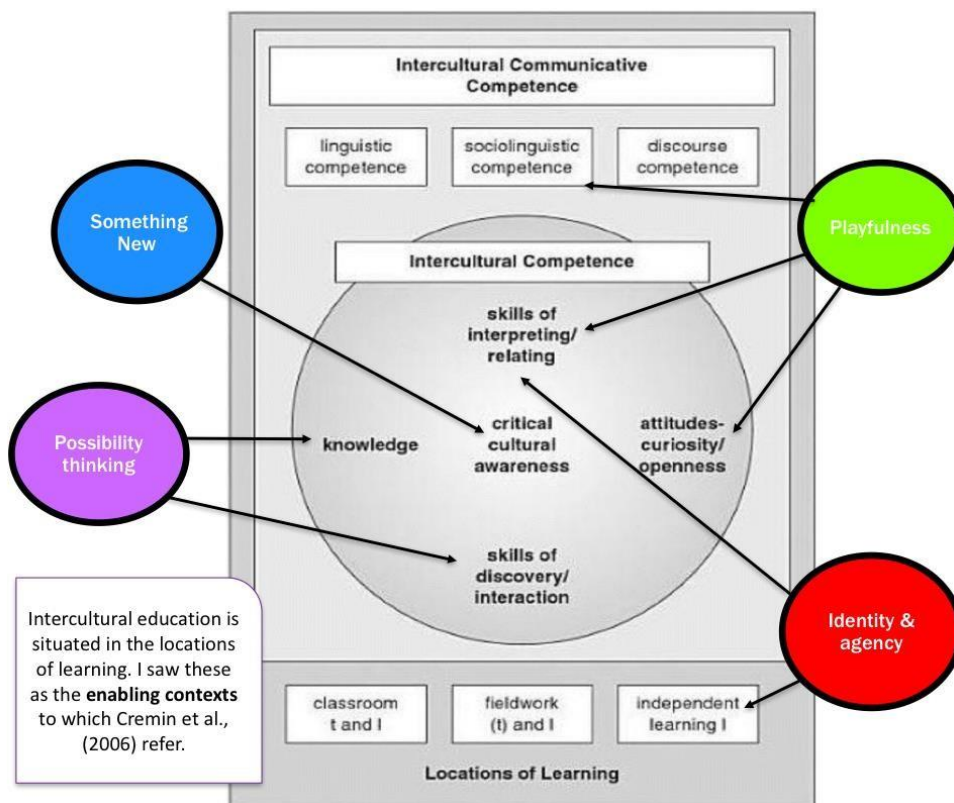 Intercultural Communicative
Competence
linguistic
competence
sociolinguistic
competence
discourse
competence
Something
New
Playfulness
Intercultural Competence
skills of
interpreting/
relating
Possibility
thinking
knowledge
critical
cultural
awareness
attitudes-
curiosity/
openness
skills of
discovery/
interaction
Identity &
agency
Intercultural education is
situated in the locations
of learning. I saw these
as the enabling contexts
to which Cremin et al.,
(2006) refer.
classroom
t and l
fieldwork
(t) and l
independent
learning l
Locations of Learning